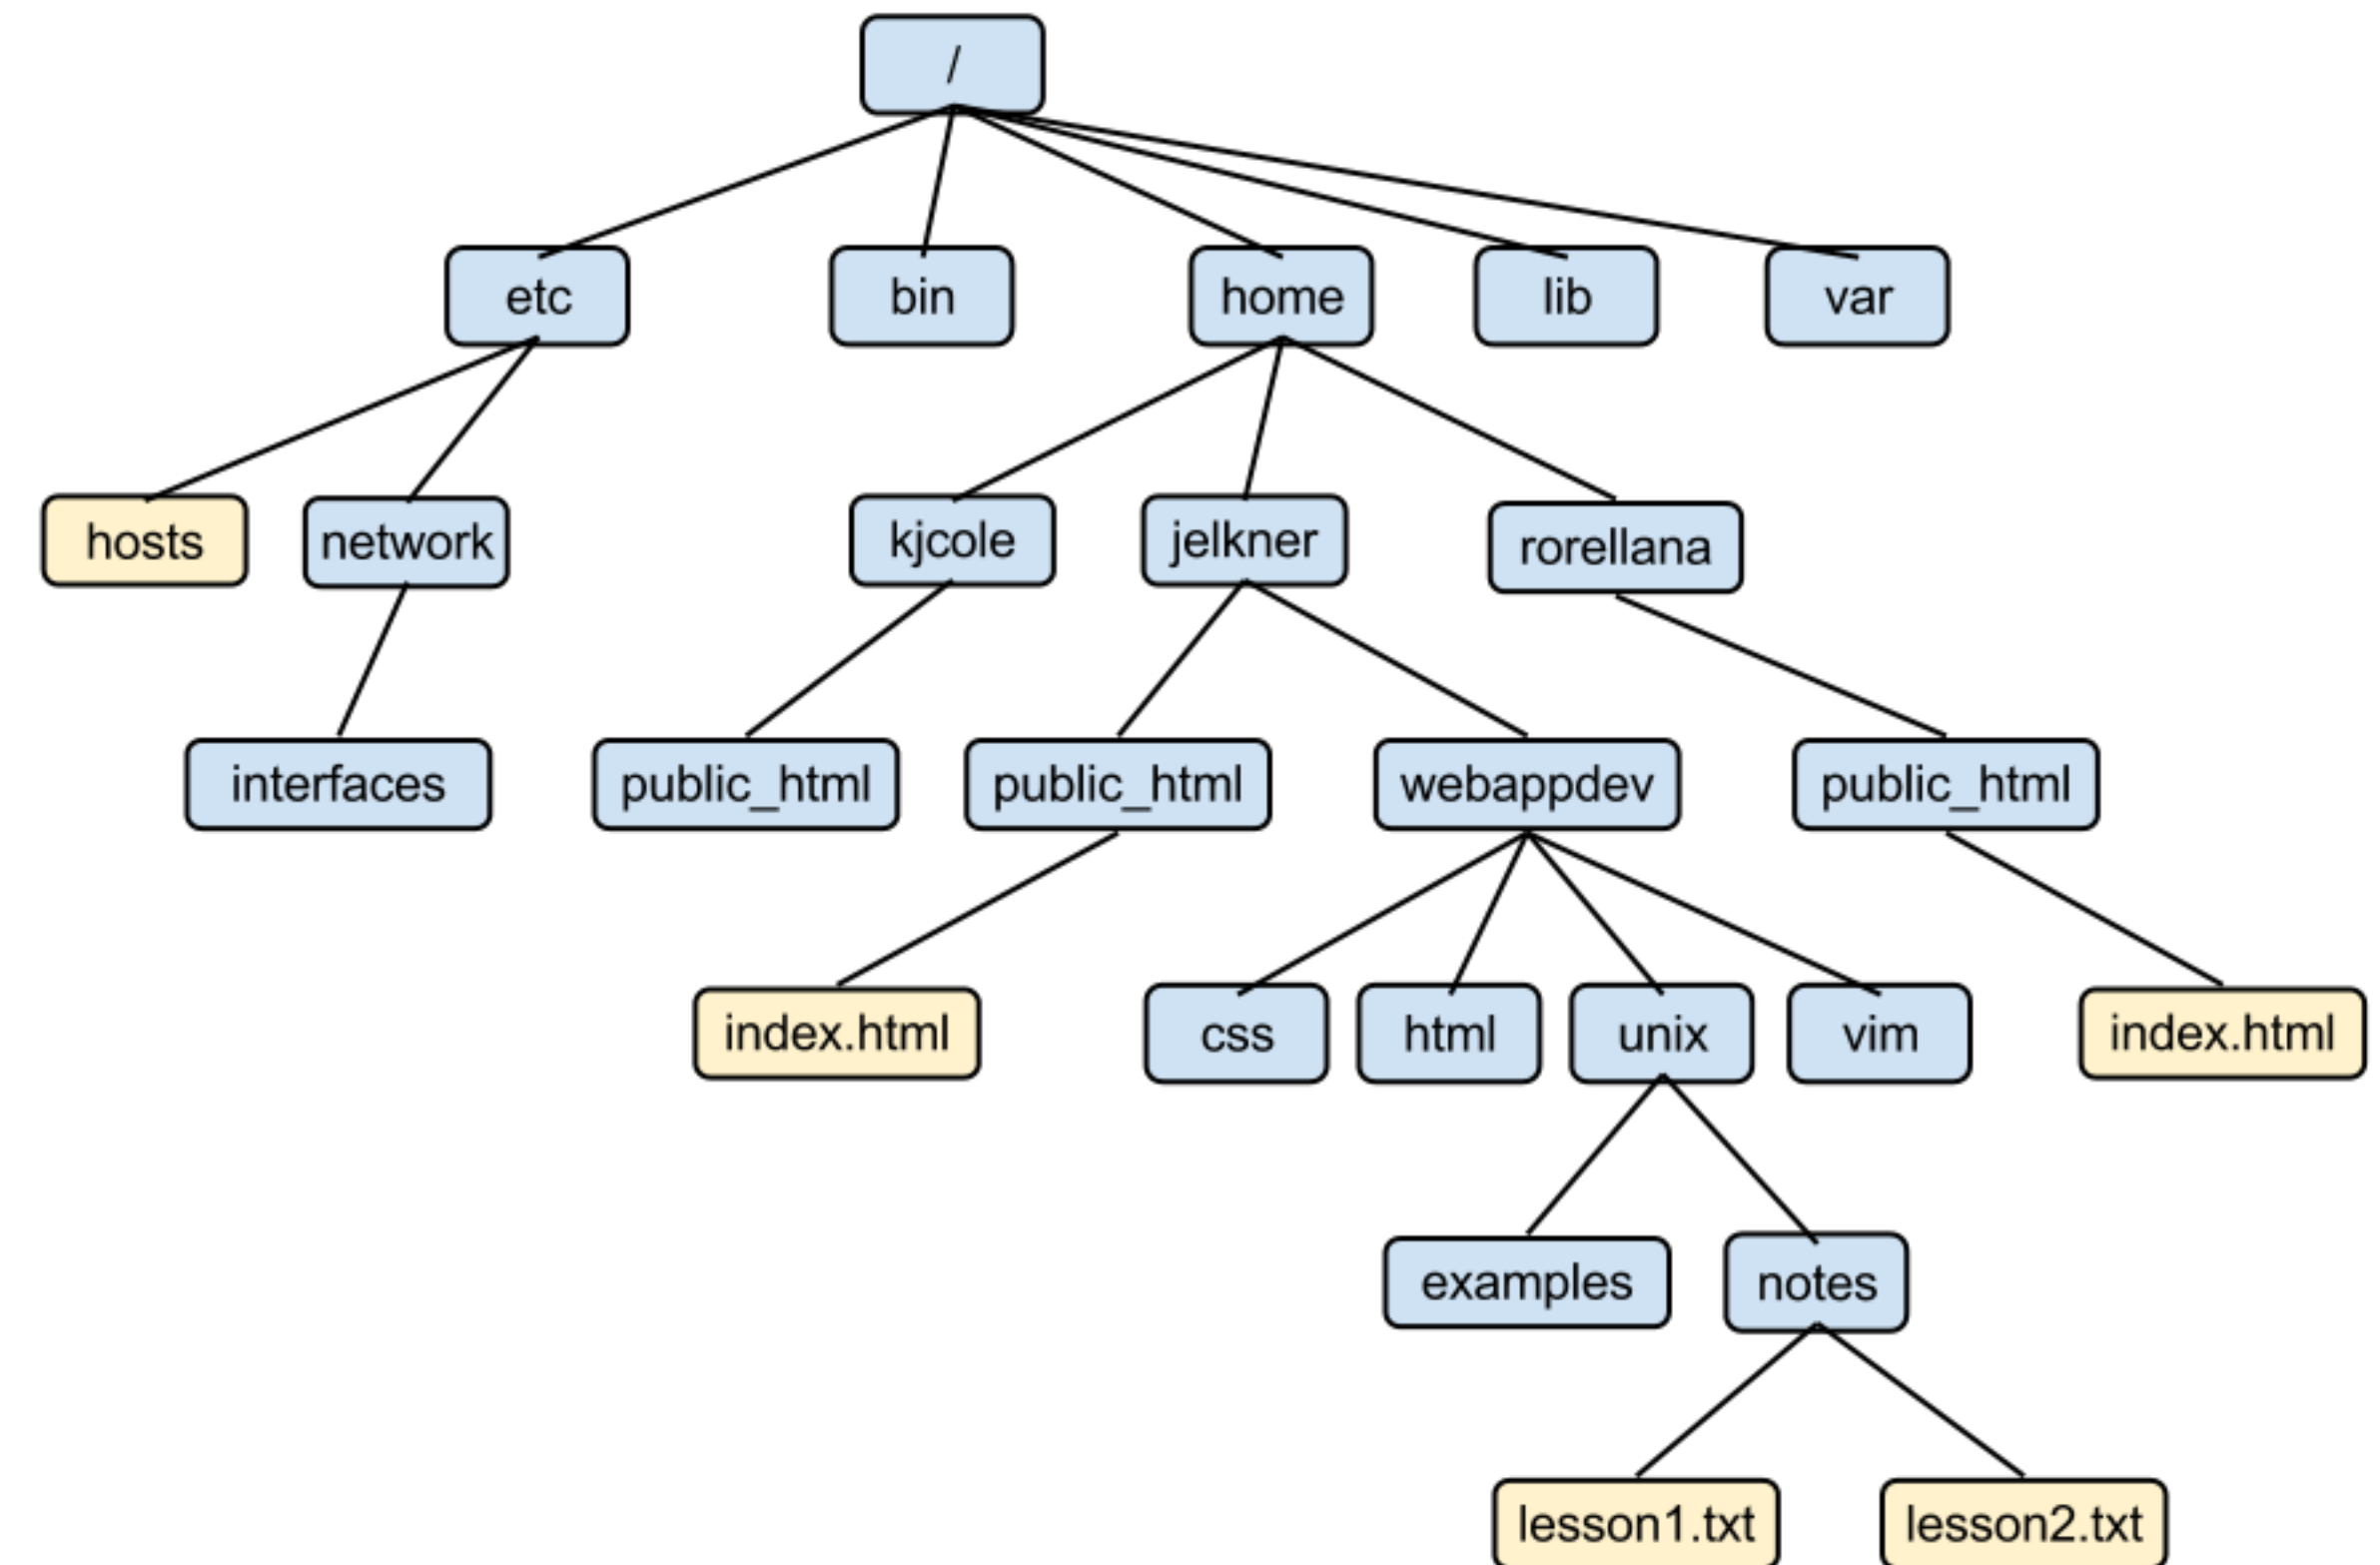 /
etc
bin
home
lib
var
hosts
network
kjcole
jelkner
rorellana
interfaces
public_html
public_html
webappdev
public_html
index.html
css
html
unix
vim
index.html
examples
notes
lesson1.txt
lesson2.txt